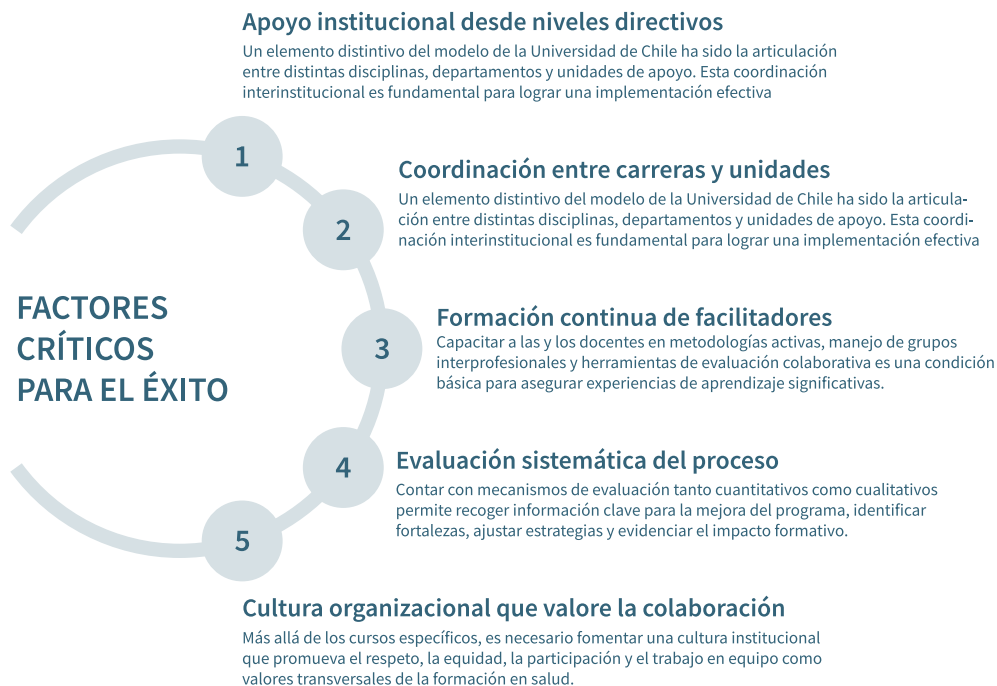 Apoyo institucional desde niveles directivos
Un elemento distintivo del modelo de la Universidad de Chile ha sido la articulación
entre distintas disciplinas, departamentos y unidades de apoyo. Esta coordinación
interinstitucional es fundamental para lograr una implementación efectiva
1
Coordinación entre carreras y unidades
Un elemento distintivo del modelo de la Universidad de Chile ha sido la articula-
ción entre distintas disciplinas, departamentos y unidades de apoyo. Esta coordi-
nación interinstitucional es fundamental para lograr una implementación efectiva
2
FACTORES
CRÍTICOS
PARA EL ÉXITO
Formación continua de facilitadores
Capacitar a las y los docentes en metodologías activas, manejo de grupos
interprofesionales y herramientas de evaluación colaborativa es una condición
básica para asegurar experiencias de aprendizaje significativas.
3
Evaluación sistemática del proceso
Contar con mecanismos de evaluación tanto cuantitativos como cualitativos
permite recoger información clave para la mejora del programa, identificar
fortalezas, ajustar estrategias y evidenciar el impacto formativo.
4
5
Cultura organizacional que valore la colaboración
Más allá de los cursos específicos, es necesario fomentar una cultura institucional
que promueva el respeto, la equidad, la participación y el trabajo en equipo como
valores transversales de la formación en salud.